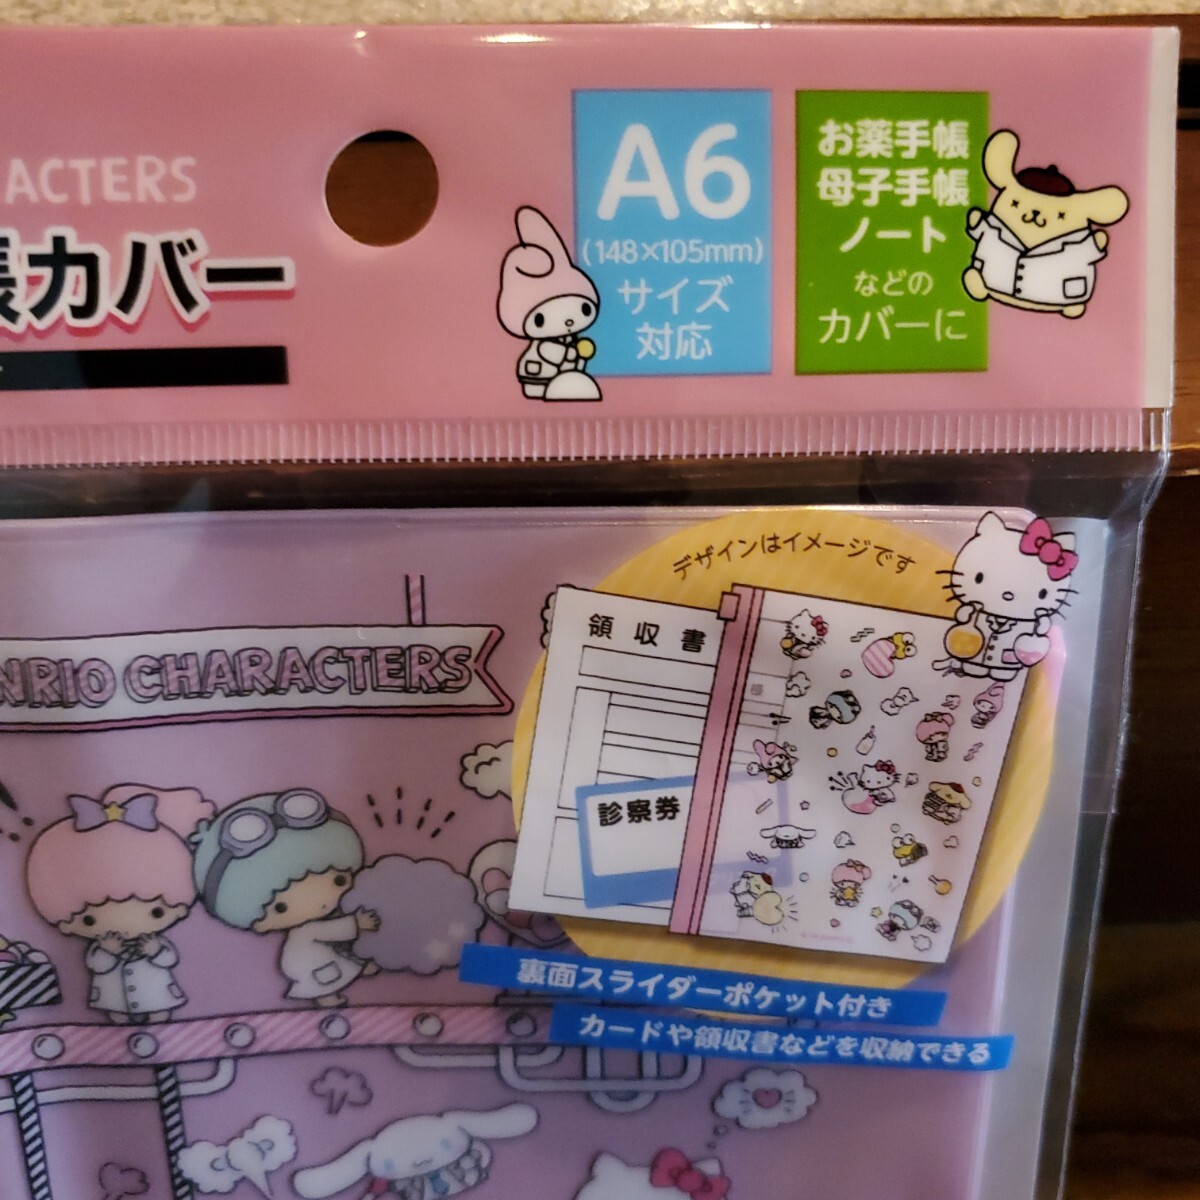 ACTERS
カバー
A6
(148×105mm)
サイズ
対応
お薬手帳
母子手帳
ノート
などの
カバーに
デザインはイメージです
NRIO CHARACTERS
領収書
診察券
裏面スライダーポケット付き
カードや領収書などを収納できる